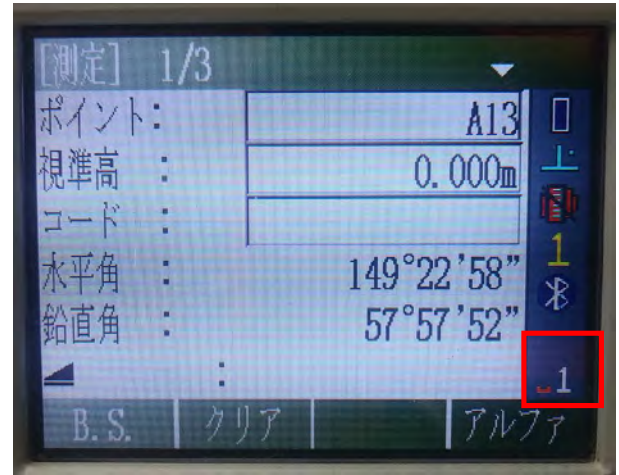 [測定] 1/3
ポイント: A13
視準高 : 0.000m
コード :
水平角 : 149°22'58"
鉛直角 : 57°57'52"
:
1
1
B.S. クリア アルファ